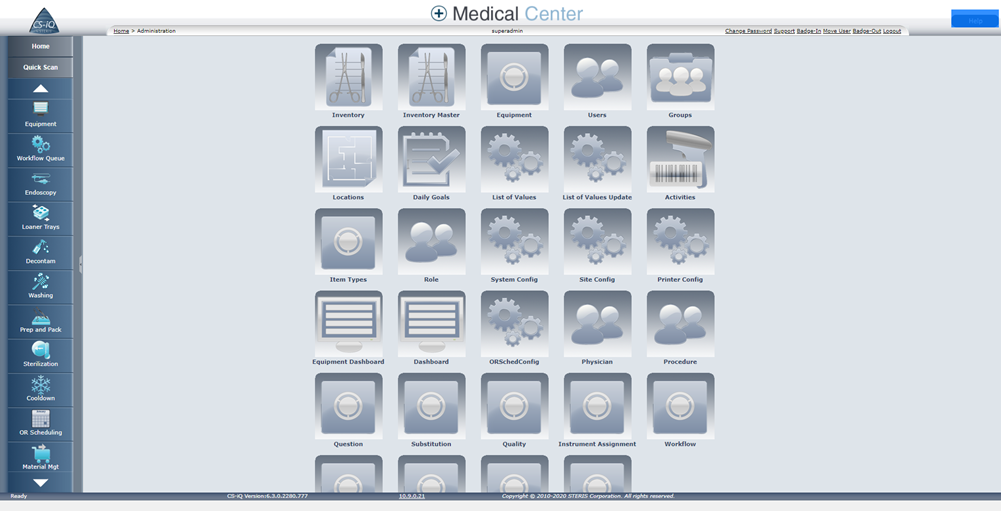 CS-iQ
Medical Center
Help
Home > Administration
superadmin
Change Password Support Badge-In Move User Badge-Out Logout
Home
Quick Scan
Equipment
Workflow Queue
Endoscopy
Loaner Trays
Decontam
Washing
Prep and Pack
Sterilization
Cooldown
OR Scheduling
Material Mgt
Inventory
Inventory Master
Equipment
Users
Groups
Locations
Daily Goals
List of Values
List of Values Update
Activities
Item Types
Role
System Config
Site Config
Printer Config
Equipment Dashboard
Dashboard
ORSchedConfig
Physician
Procedure
Question
Substitution
Quality
Instrument Assignment
Workflow
Ready
CS-iQ Version:6.3.0.2280.777
10.9.0.21
Copyright © 2010-2020 STERIS Corporation. All rights reserved.